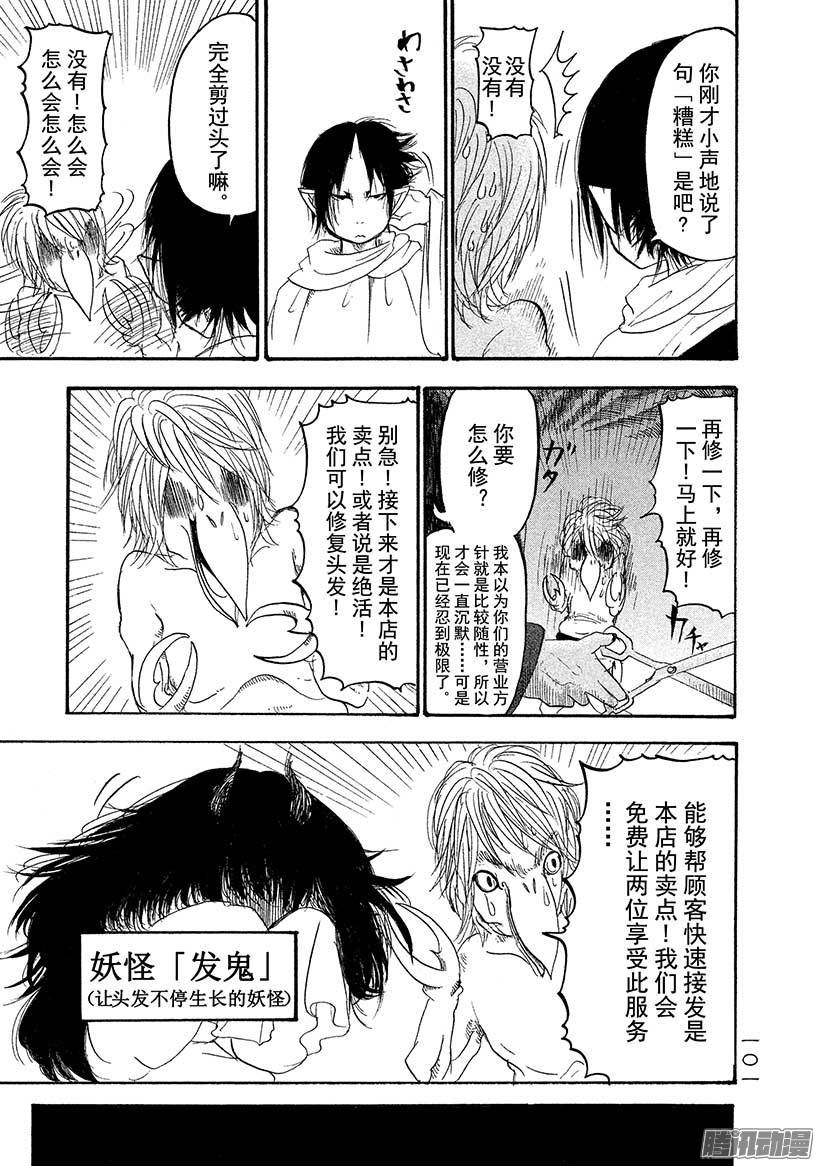 你刚才小声地说了
句「糟糕」是吧？
没有
没有！
わさわさ
完全剪过头了嘛。
没有！怎么会
怎么会怎么会！
再修一下，再修
一下！马上就好！
ガタ
ガチャ
你要
怎么修？
我本以为你们的营业方
针就是比较随性，所以
才会一直沉默……可是
现在已经忍到极限了。
别急！接下来才是本店的
卖点！或者说是绝活！
我们可以修复头发！
能够帮顾客快速接发是
本店的卖点！我们会
免费让两位享受此服务
……
妖怪「发鬼」
（让头发不停生长的妖怪）
101
腾讯动漫